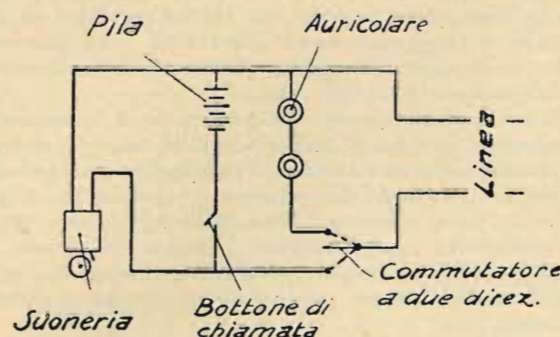 Pila
Auricolare
Linea
Suoneria
Bottone di
chiamata
Commutatore
a due direz.